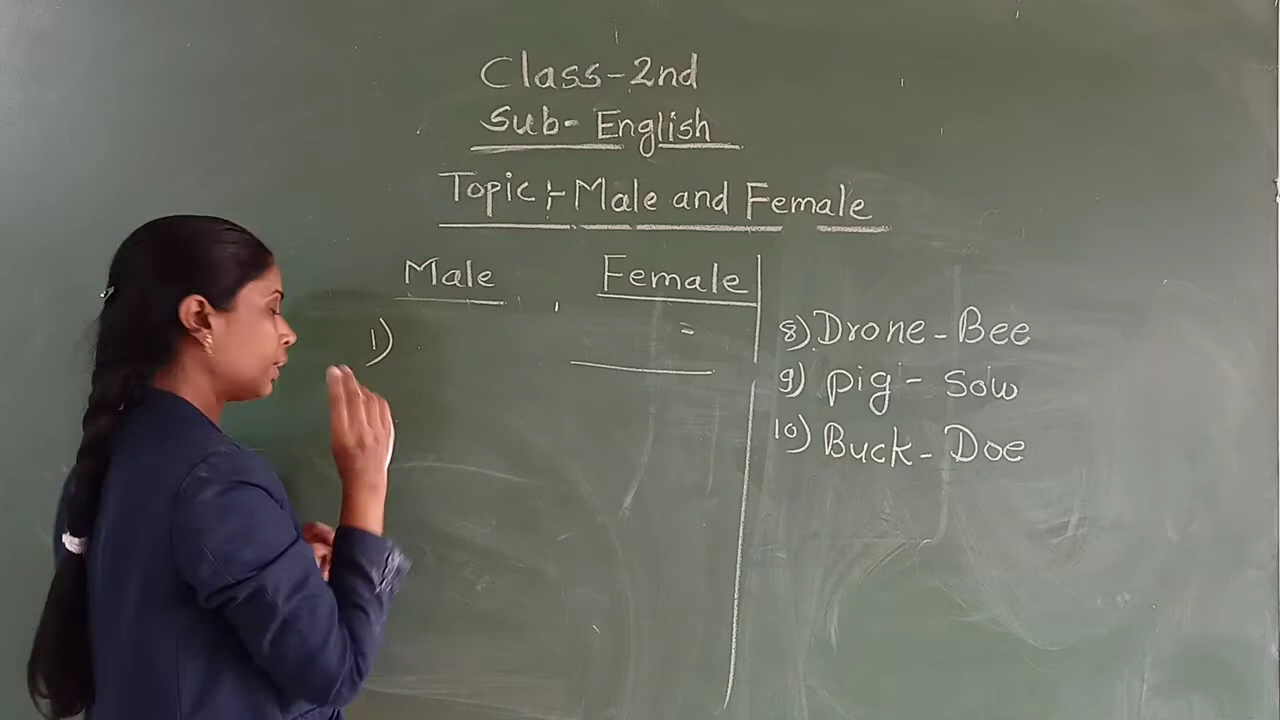 Class-2nd
Sub- English
Topic :- Male and Female
Male Female
1)
8) Drone - Bee
9) pig - sow
10) Buck - Doe